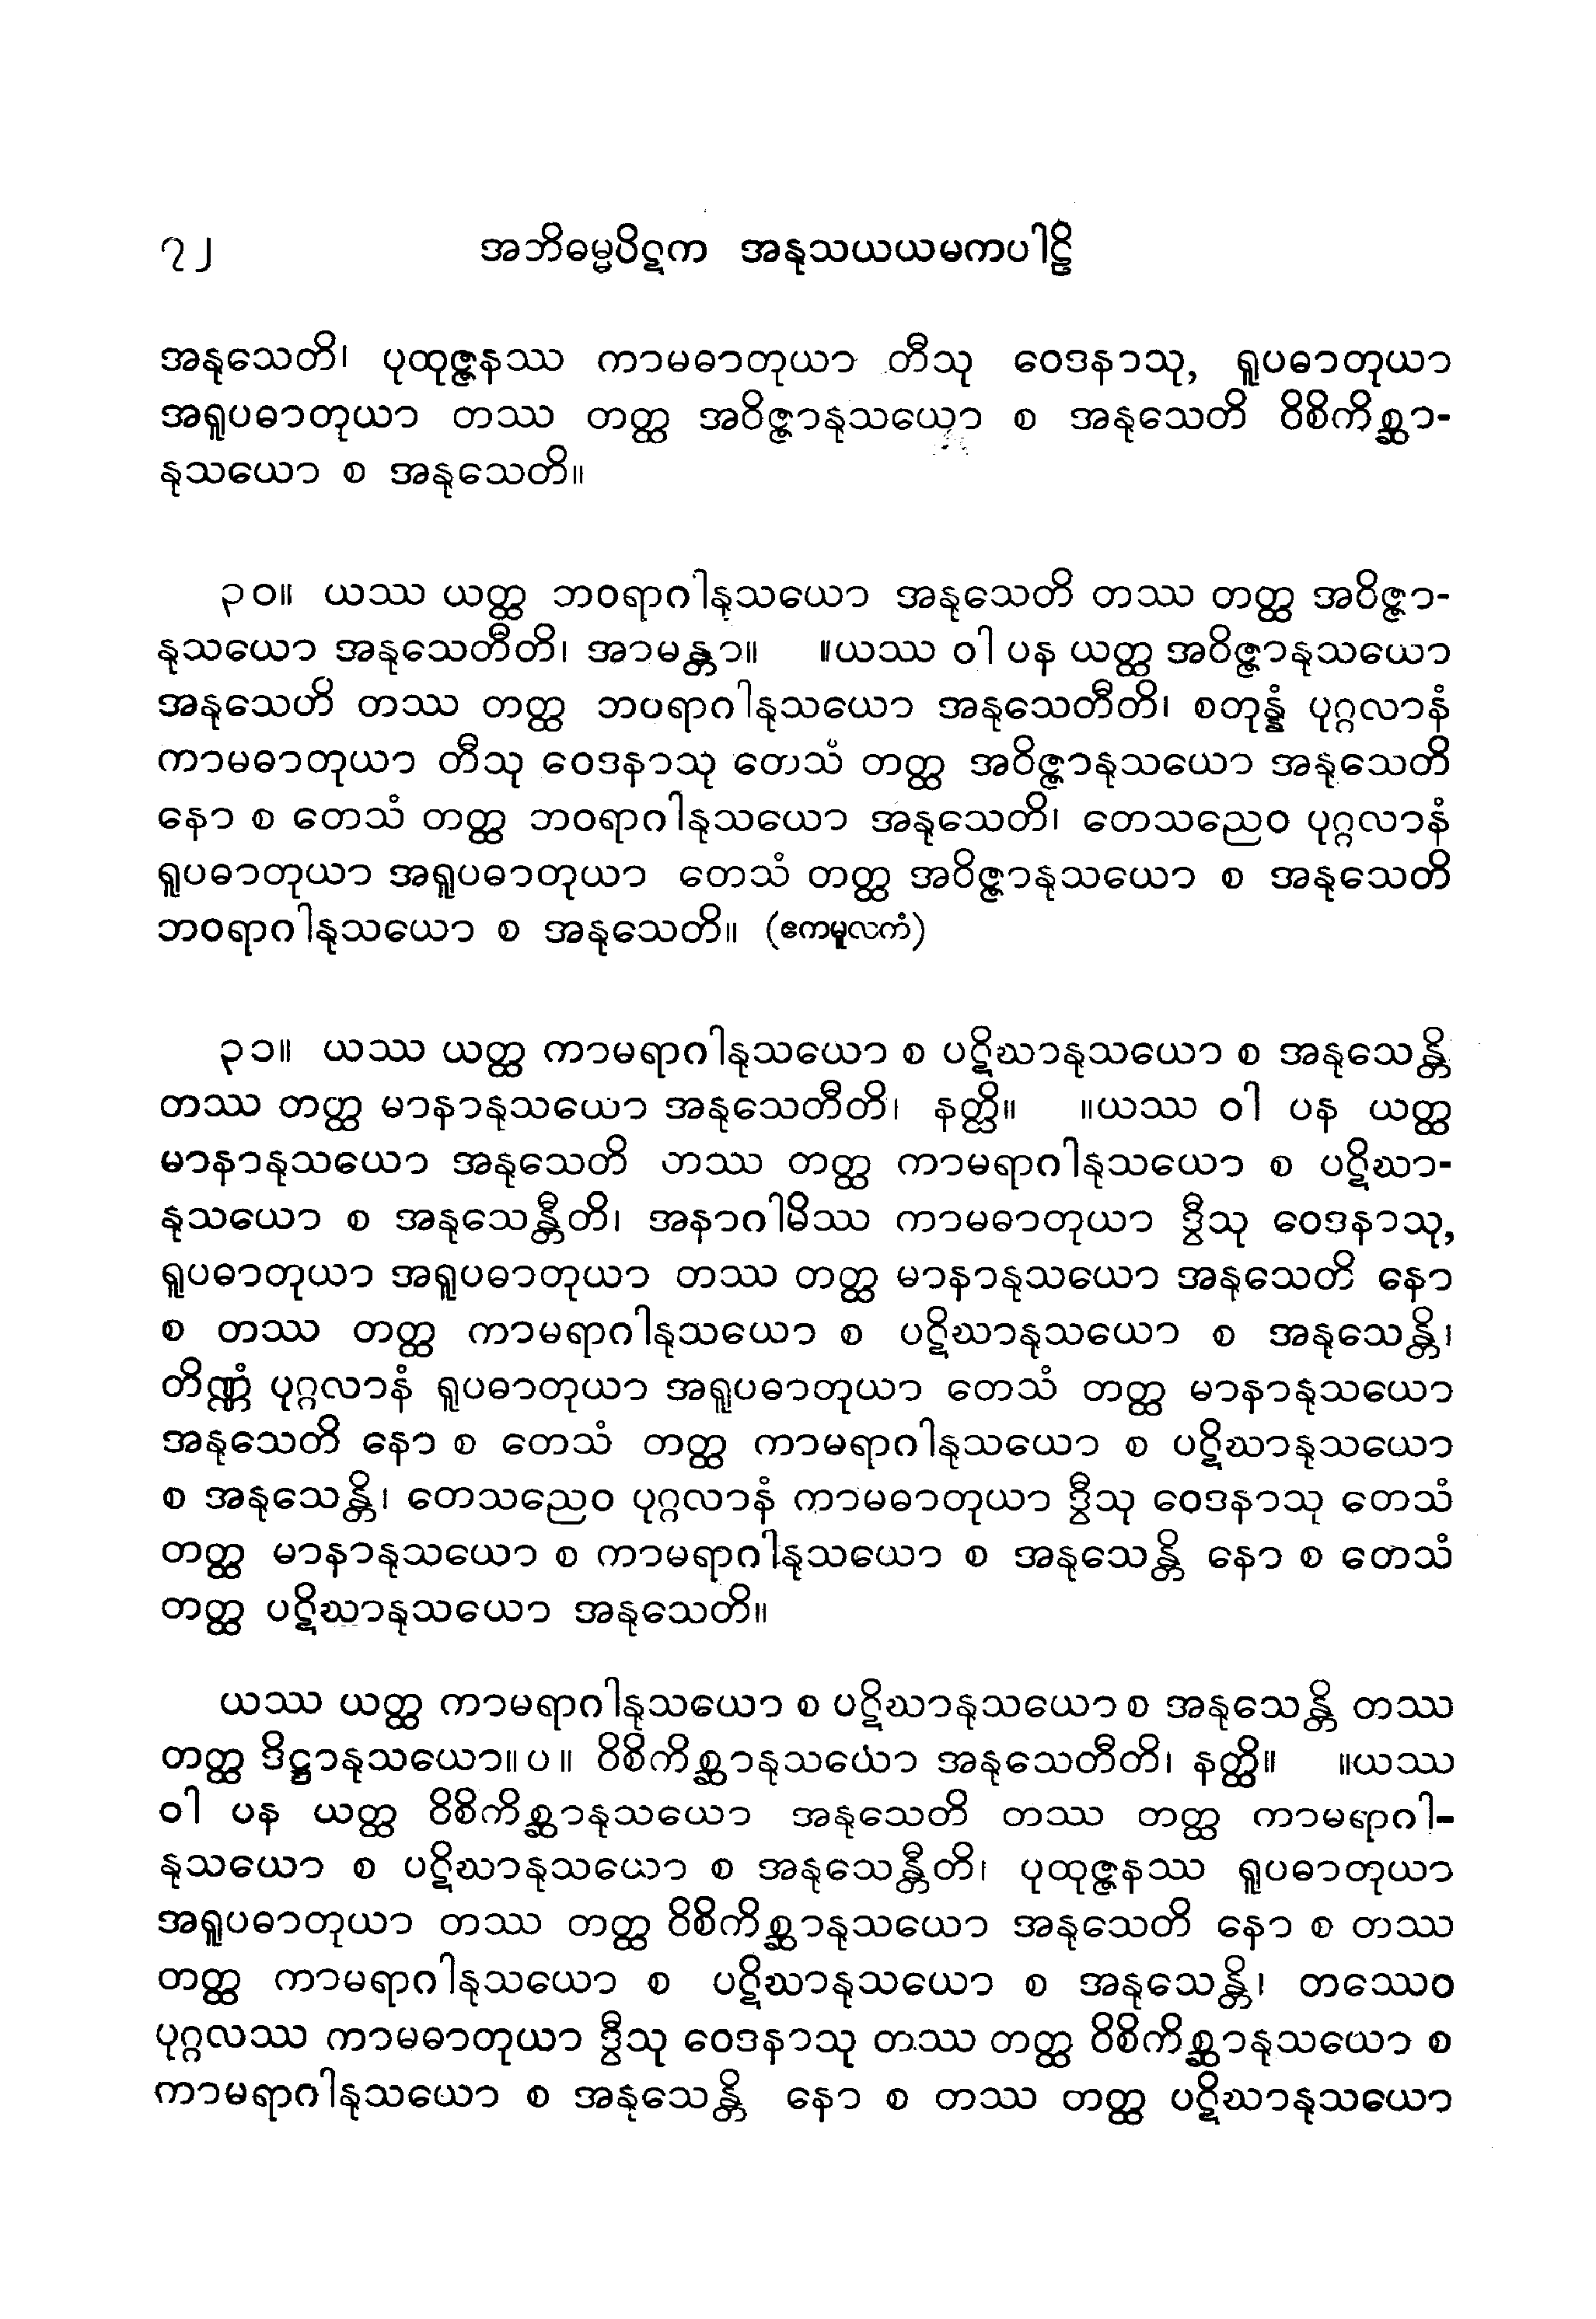 ၇၂ အဘိဓမ္မပိဋက အနုသယယမကပါဠိ
အနုသေတိ၊ ပုထုဇ္ဇနဿ ကာမဓာတုယာ တီသု ဝေဒနာသု, ရူပဓာတုယာ
အရူပဓာတုယာ တဿ တတ္ထ အဝိဇ္ဇာနုသယော စ အနုသေတိ ဝိစိကိစ္ဆာ-
နုသယော စ အနုသေတိ။
၃၀။ ယဿ ယတ္ထ ဘဝရာဂါနုသယော အနုသေတိ တဿ တတ္ထ အဝိဇ္ဇာ-
နုသယော အနုသေတီတိ၊ အာမန္တာ။ ။ယဿ ဝါ ပန ယတ္ထ အဝိဇ္ဇာနုသယော
အနုသေတိ တဿ တတ္ထ ဘဝရာဂါနုသယော အနုသေတီတိ၊ စတုန္နံ ပုဂ္ဂလာနံ
ကာမဓာတုယာ တီသု ဝေဒနာသု တေသံ တတ္ထ အဝိဇ္ဇာနုသယော အနုသေတိ
နော စ တေသံ တတ္ထ ဘဝရာဂါနုသယော အနုသေတိ၊ တေသညေဝ ပုဂ္ဂလာနံ
ရူပဓာတုယာ အရူပဓာတုယာ တေသံ တတ္ထ အဝိဇ္ဇာနုသယော စ အနုသေတိ
ဘဝရာဂါနုသယော စ အနုသေတိ။ (ဧကမူလကံ)
၃၁။ ယဿ ယတ္ထ ကာမရာဂါနုသယော စ ပဋိဃာနုသယော စ အနုသေန္တိ
တဿ တတ္ထ မာနာနုသယော အနုသေတီတိ၊ နတ္ထိ။ ။ယဿ ဝါ ပန ယတ္ထ
မာနာနုသယော အနုသေတိ တဿ တတ္ထ ကာမရာဂါနုသယော စ ပဋိဃာ-
နုသယော စ အနုသေန္တီတိ၊ အနာဂါမိဿ ကာမဓာတုယာ ဒွီသု ဝေဒနာသု,
ရူပဓာတုယာ အရူပဓာတုယာ တဿ တတ္ထ မာနာနုသယော အနုသေတိ နော
စ တဿ တတ္ထ ကာမရာဂါနုသယော စ ပဋိဃာနုသယော စ အနုသေန္တိ၊
တိဏ္ဏံ ပုဂ္ဂလာနံ ရူပဓာတုယာ အရူပဓာတုယာ တေသံ တတ္ထ မာနာနုသယော
အနုသေတိ နော စ တေသံ တတ္ထ ကာမရာဂါနုသယော စ ပဋိဃာနုသယော
စ အနုသေန္တိ၊ တေသညေဝ ပုဂ္ဂလာနံ ကာမဓာတုယာ ဒွီသု ဝေဒနာသု တေသံ
တတ္ထ မာနာနုသယော စ ကာမရာဂါနုသယော စ အနုသေန္တိ နော စ တေသံ
တတ္ထ ပဋိဃာနုသယော အနုသေတိ။
ယဿ ယတ္ထ ကာမရာဂါနုသယော စ ပဋိဃာနုသယော စ အနုသေန္တိ တဿ
တတ္ထ ဒိဋ္ဌာနုသယော။ပ။ ဝိစိကိစ္ဆာနုသယော အနုသေတီတိ၊ နတ္ထိ။ ။ယဿ
ဝါ ပန ယတ္ထ ဝိစိကိစ္ဆာနုသယော အနုသေတိ တဿ တတ္ထ ကာမရာဂါ-
နုသယော စ ပဋိဃာနုသယော စ အနုသေန္တီတိ၊ ပုထုဇ္ဇနဿ ရူပဓာတုယာ
အရူပဓာတုယာ တဿ တတ္ထ ဝိစိကိစ္ဆာနုသယော အနုသေတိ နော စ တဿ
တတ္ထ ကာမရာဂါနုသယော စ ပဋိဃာနုသယော စ အနုသေန္တိ၊ တဿေဝ
ပုဂ္ဂလဿ ကာမဓာတုယာ ဒွီသု ဝေဒနာသု တဿ တတ္ထ ဝိစိကိစ္ဆာနုသယော စ
ကာမရာဂါနုသယော စ အနုသေန္တိ နော စ တဿ တတ္ထ ပဋိဃာနုသယော